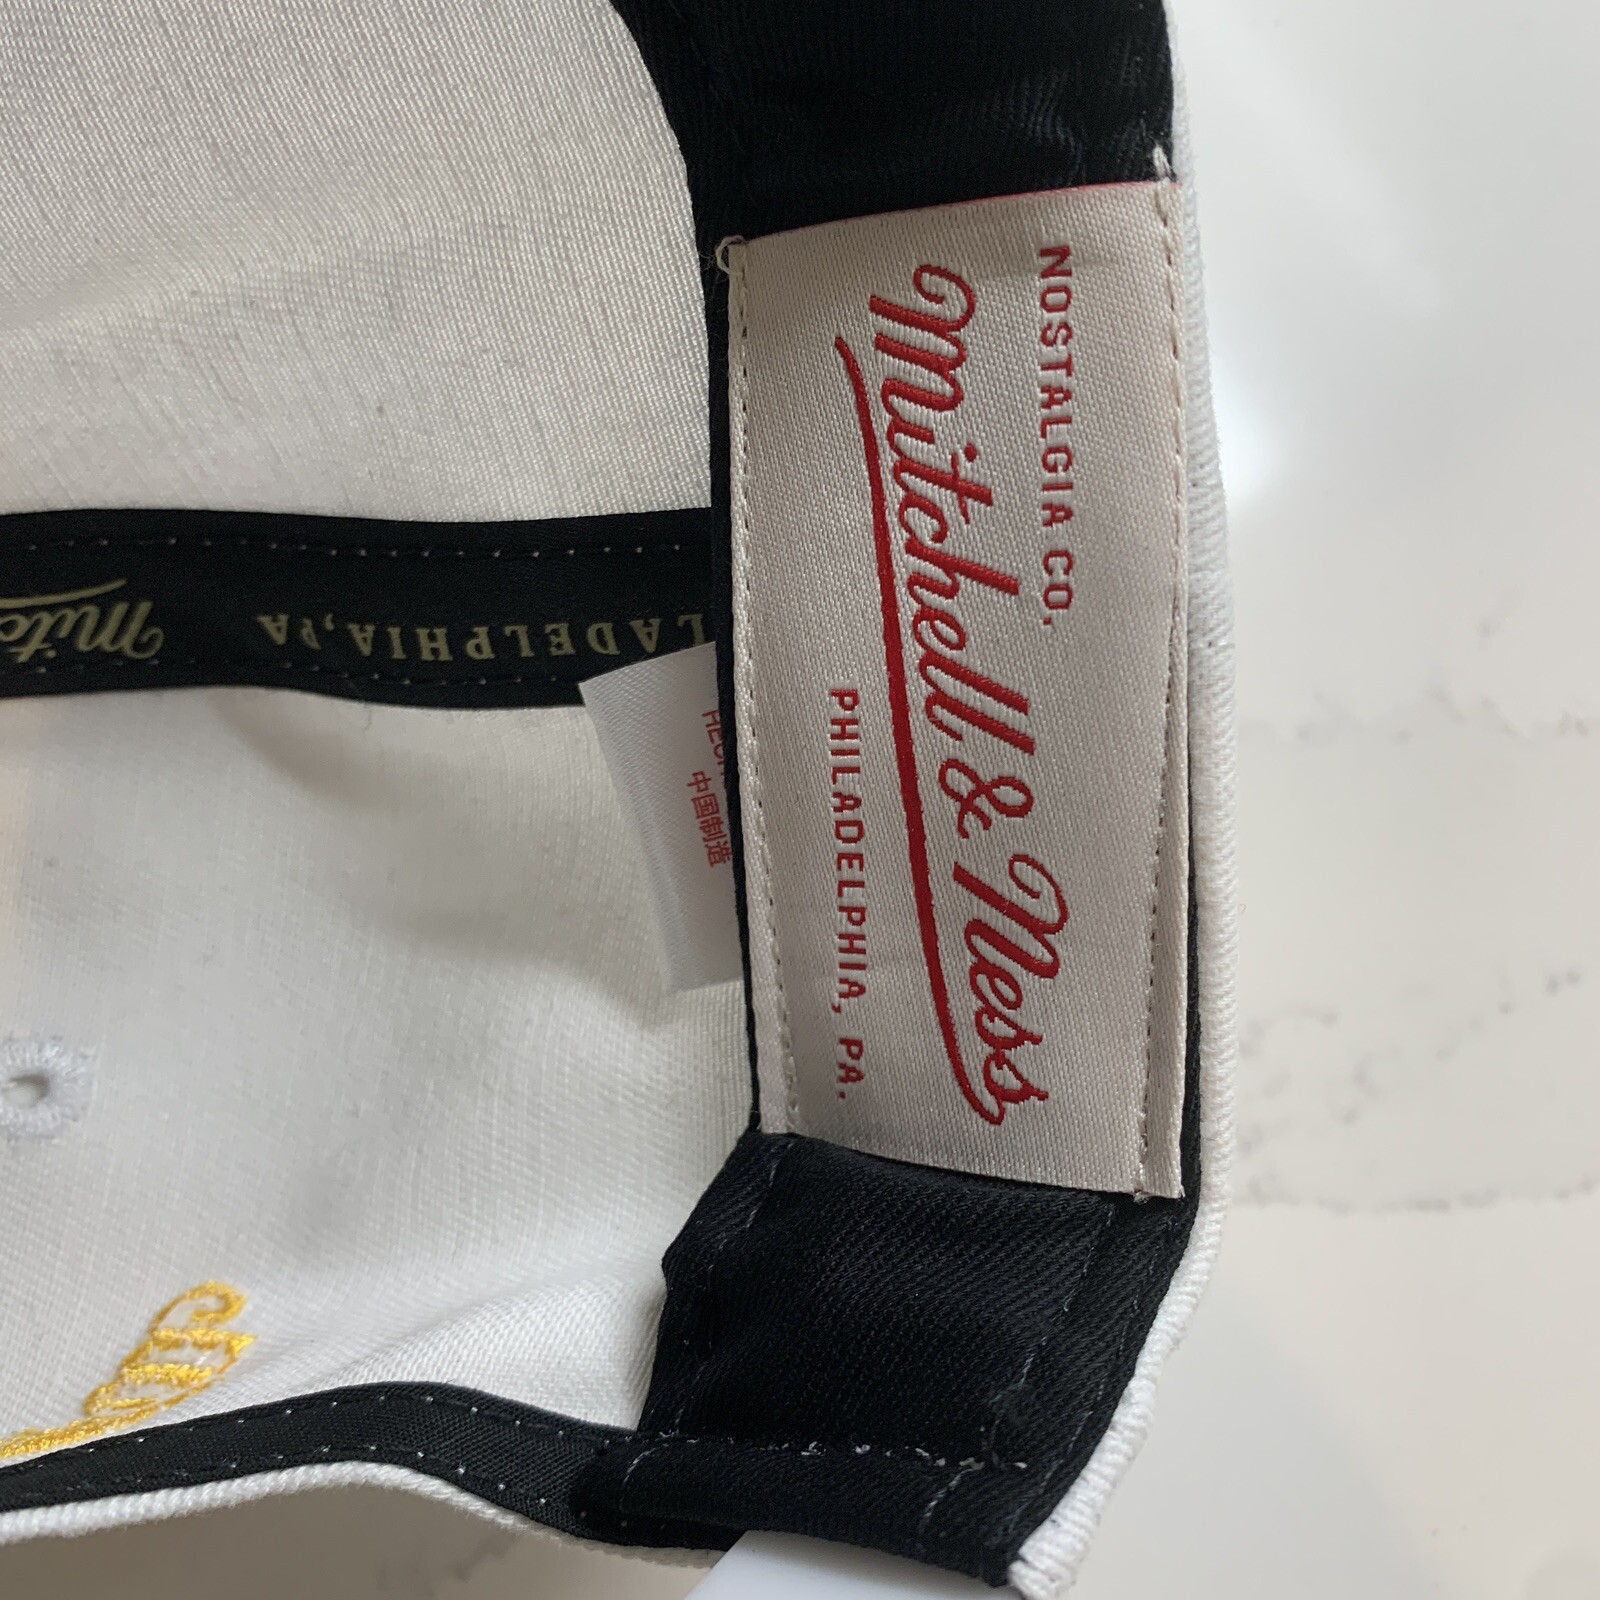 NOSTALGIA CO.
Mitchell & Ness
PHILADELPHIA, PA.
LADELPHIA, PA
中国制造